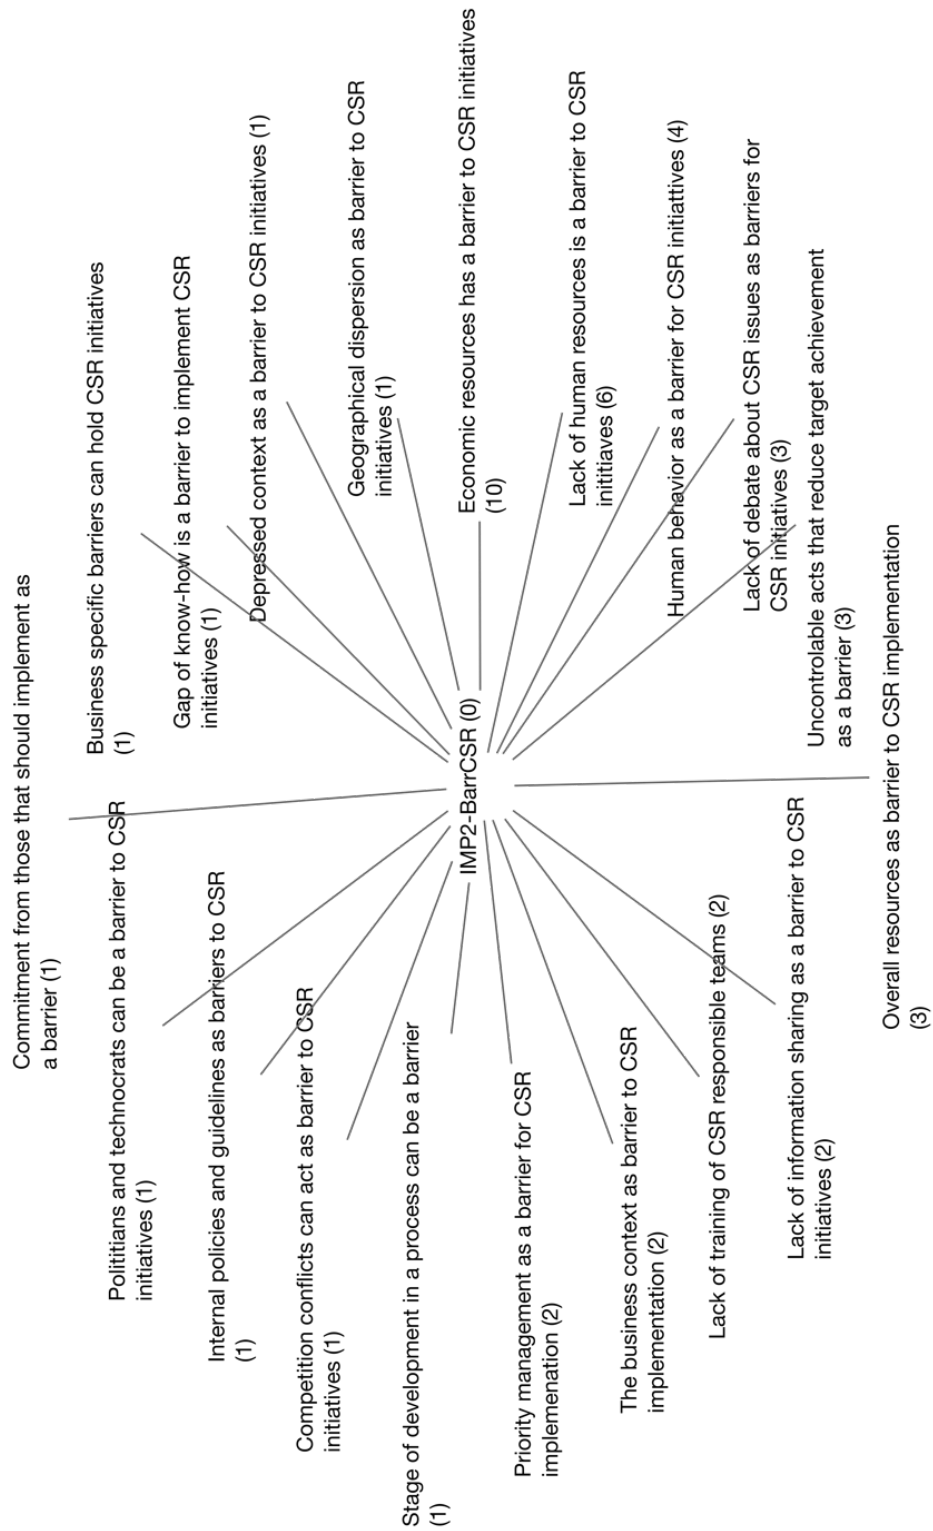 Commitment from those that should implement as
a barrier (1)
Business specific barriers can hold CSR initiatives
(1)
Gap of know-how is a barrier to implement CSR
initiatives (1)
Depressed context as a barrier to CSR initiatives (1)
Geographical dispersion as barrier to CSR
initiatives (1)
Economic resources has a barrier to CSR initiatives
(10)
Lack of human resources is a barrier to CSR
inititiaves (6)
Human behavior as a barrier for CSR initiattives (4)
Lack of debate about CSR issues as barriers for
CSR initiatives (3)
Uncontrolable acts that reduce target achievement
as a barrier (3)
Overall resources as barrier to CSR implementation
(3)
IMP2-BarrCSR (0)
Polititians and technocrats can be a barrier to CSR
initiatives (1)
Internal policies and guidelines as barriers to CSR
(1)
Competition conflicts can act as barrier to CSR
initiatives (1)
Stage of development in a process can be a barrier
(1)
Priority management as a barrier for CSR
implemenation (2)
The business context as barrier to CSR
implementation (2)
Lack of training of CSR responsible teams (2)
Lack of information sharing as a barrier to CSR
initiatives (2)